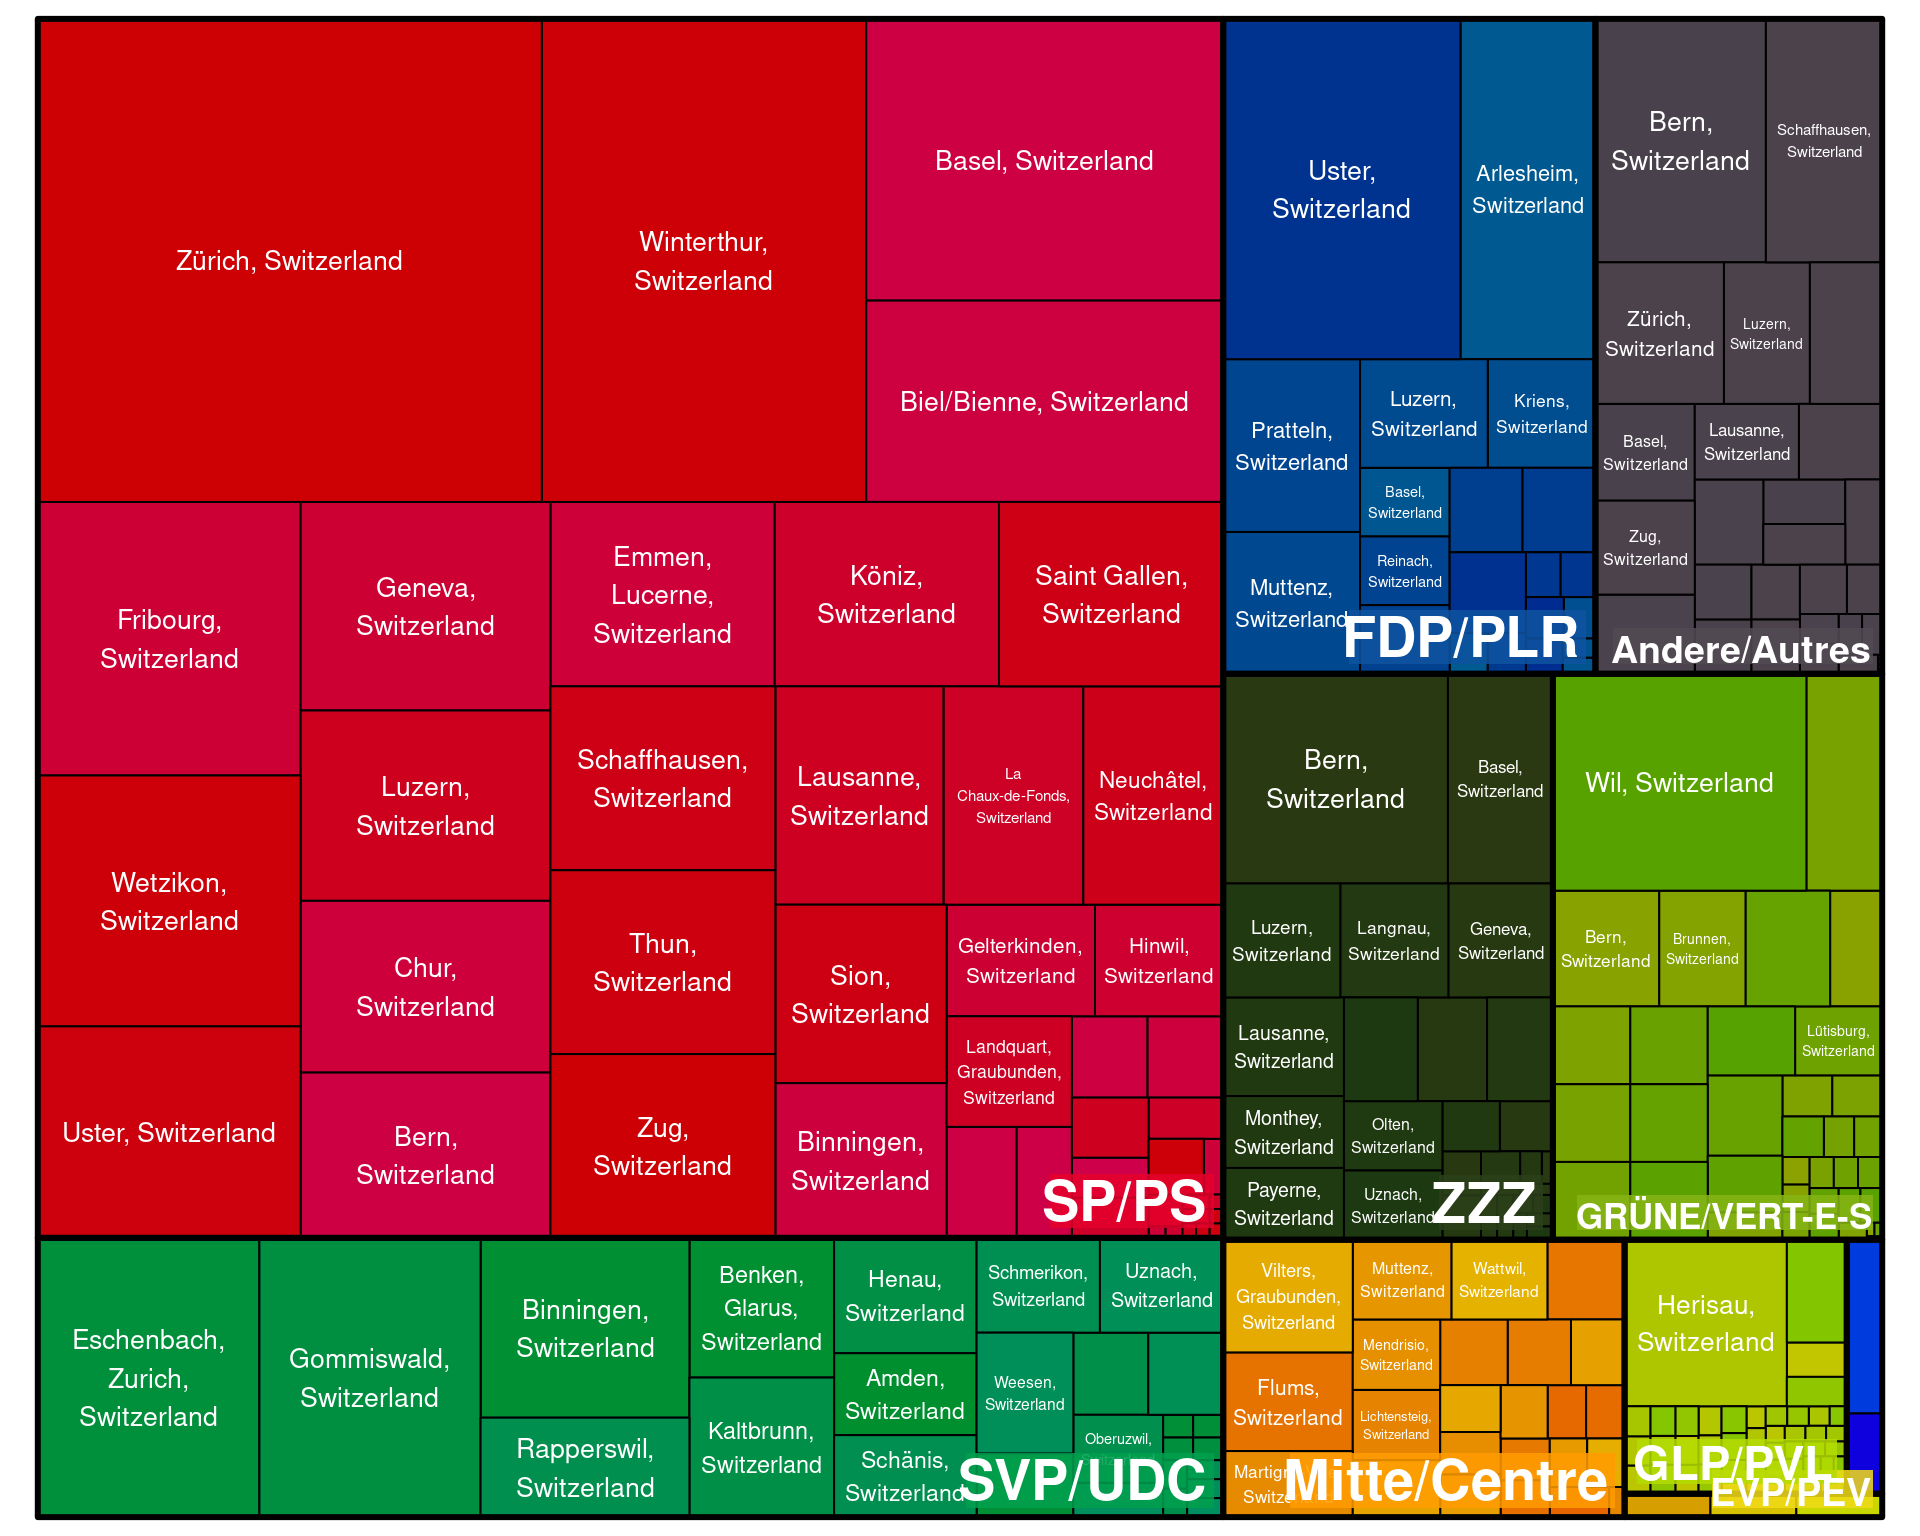 Zürich, Switzerland
Winterthur,
Switzerland
Basel, Switzerland
Biel/Bienne, Switzerland
Fribourg,
Switzerland
Wetzikon,
Switzerland
Uster, Switzerland
Geneva,
Switzerland
Luzern,
Switzerland
Chur,
Switzerland
Bern,
Switzerland
Emmen,
Lucerne,
Switzerland
Köniz,
Switzerland
Saint Gallen,
Switzerland
Schaffhausen,
Switzerland
Thun,
Switzerland
Zug,
Switzerland
Lausanne,
Switzerland
La
Chaux-de-Fonds,
Switzerland
Neuchâtel,
Switzerland
Sion,
Switzerland
Binningen,
Switzerland
Gelterkinden,
Switzerland
Hinwil,
Switzerland
Landquart,
Graubunden,
Switzerland
SP/PS
Uster,
Switzerland
Arlesheim,
Switzerland
Pratteln,
Switzerland
Muttenz,
Switzerland
Luzern,
Switzerland
Kriens,
Switzerland
Basel,
Switzerland
Reinach,
Switzerland
FDP/PLR
Bern,
Switzerland
Schaffhausen,
Switzerland
Zürich,
Switzerland
Luzern,
Switzerland
Basel,
Switzerland
Lausanne,
Switzerland
Zug,
Switzerland
Andere/Autres
Bern,
Switzerland
Basel,
Switzerland
Luzern,
Switzerland
Langnau,
Switzerland
Geneva,
Switzerland
Lausanne,
Switzerland
Monthey,
Switzerland
Payerne,
Switzerland
Olten,
Switzerland
Uznach,
Switzerland
ZZZ
Wil, Switzerland
Bern,
Switzerland
Brunnen,
Switzerland
Lütisburg,
Switzerland
GRÜNE/VERT-E-S
Eschenbach,
Zurich,
Switzerland
Gommiswald,
Switzerland
Binningen,
Switzerland
Rapperswil,
Switzerland
Benken,
Glarus,
Switzerland
Kaltbrunn,
Switzerland
Henau,
Switzerland
Amden,
Switzerland
Schänis,
Switzerland
Schmerikon,
Switzerland
Uznach,
Switzerland
Weesen,
Switzerland
Oberuzwil,
SVP/UDC
Vilters,
Graubunden,
Switzerland
Flums,
Switzerland
Muttenz,
Switzerland
Wattwil,
Switzerland
Mendrisio,
Switzerland
Lichtensteig,
Switzerland
Mitte/Centre
Herisau,
Switzerland
GLP/PVL
EVP/PEV